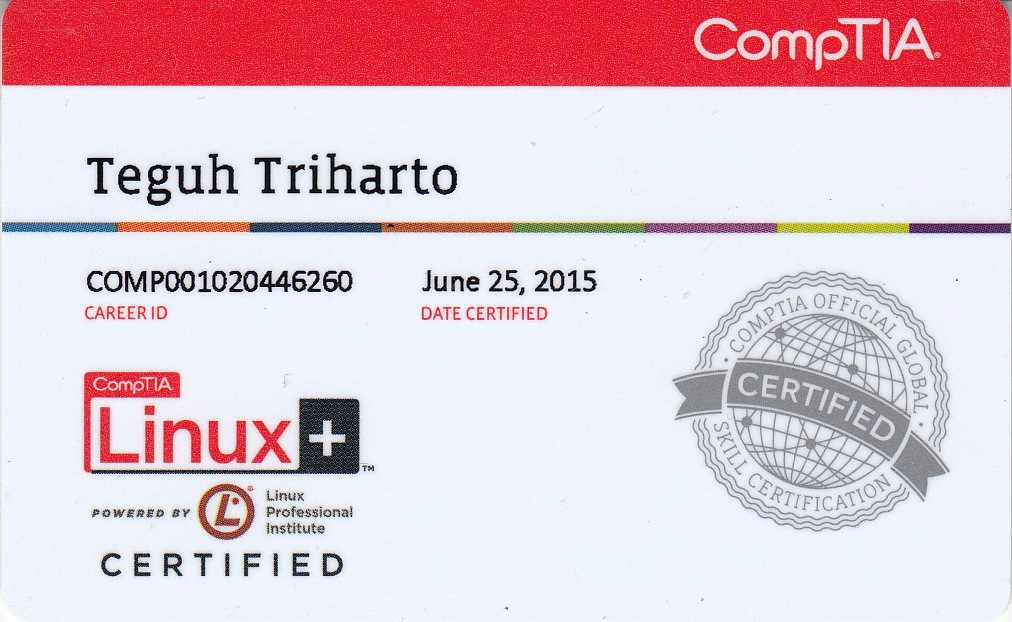 CompTIA.
Teguh Triharto
COMP001020446260
CAREER ID
June 25, 2015
DATE CERTIFIED
CompTIA.
Linux+™
POWERED BY
Linux
Professional
Institute
CERTIFIED
COMPTIA OFFICIAL GLOBAL
CERTIFIED
SKILL CERTIFICATION